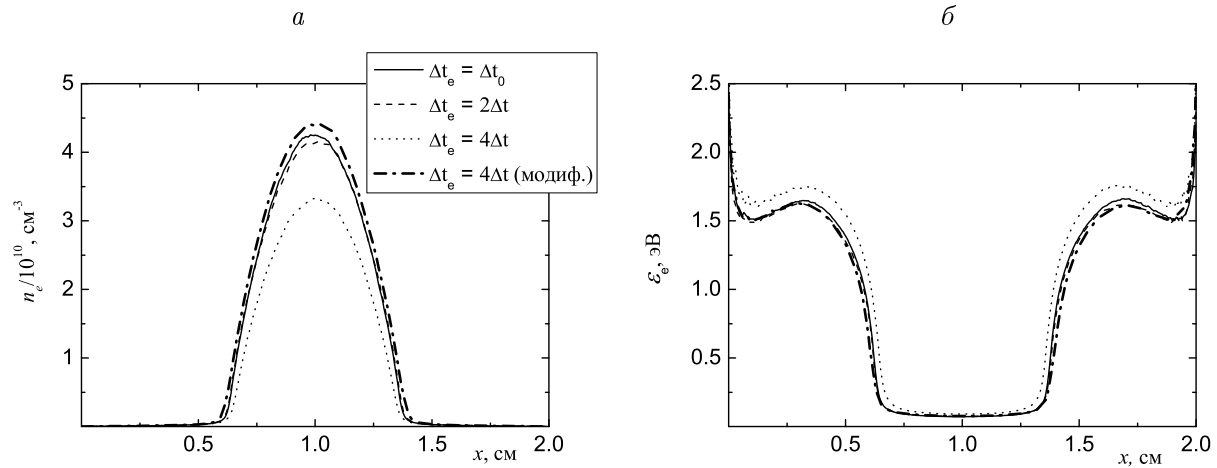 а
б
Δt_e = Δt_0
Δt_e = 2Δt
Δt_e = 4Δt
Δt_e = 4Δt (модиф.)
n_e/10^10, см^-3
5
4
3
2
1
0.5
1.0
1.5
2.0
x, см
ε_e, эВ
2.5
2.0
1.5
1.0
0.5
0.5
1.0
1.5
2.0
x, см